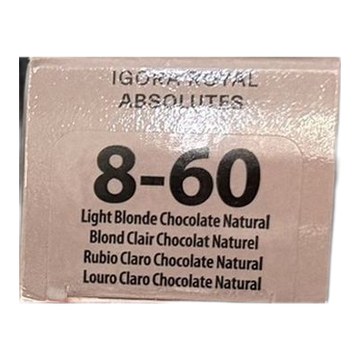 IGORA ROYAL
ABSOLUTES
8-60
Light Blonde Chocolate Natural
Blond Clair Chocolat Naturel
Rubio Claro Chocolate Natural
Louro Claro Chocolate Natural